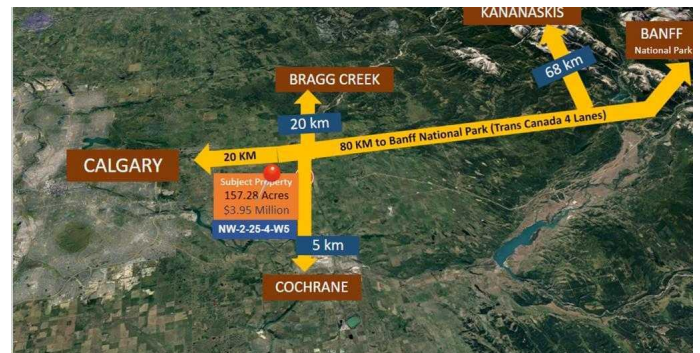 KANANASKIS
BANFF
National Park
68 km
BRAGG CREEK
20 km
80 KM to Banff National Park (Trans Canada 4 Lanes)
20 KM
CALGARY
Subject Property
157.28 Acres
$3.95 Million
NW-2-25-4-W5
5 km
COCHRANE